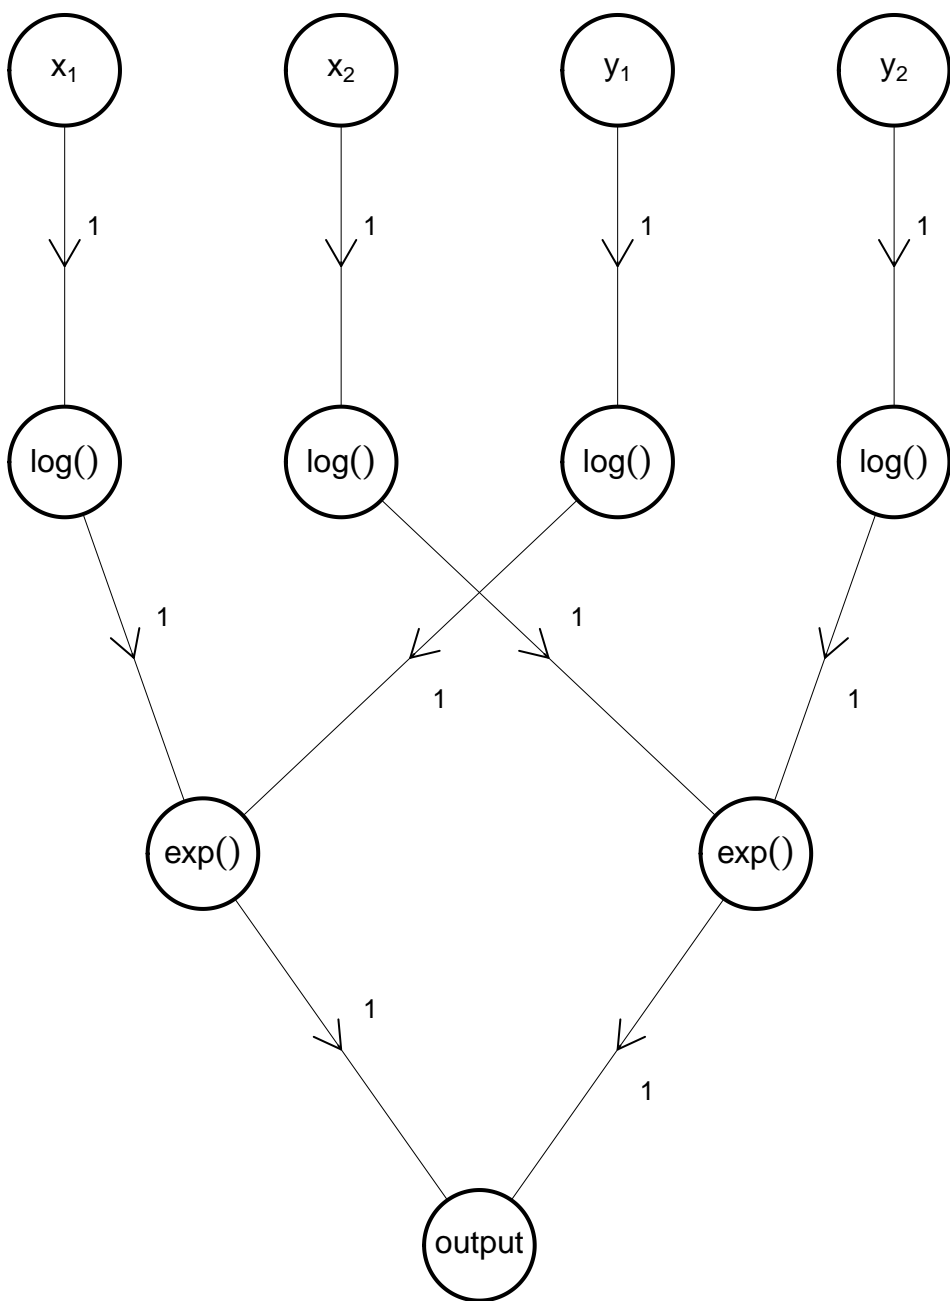 x₁ x₂ y₁ y₂
1 1 1 1
log() log() log() log()
1 1
1 1
exp() exp()
1
1
output